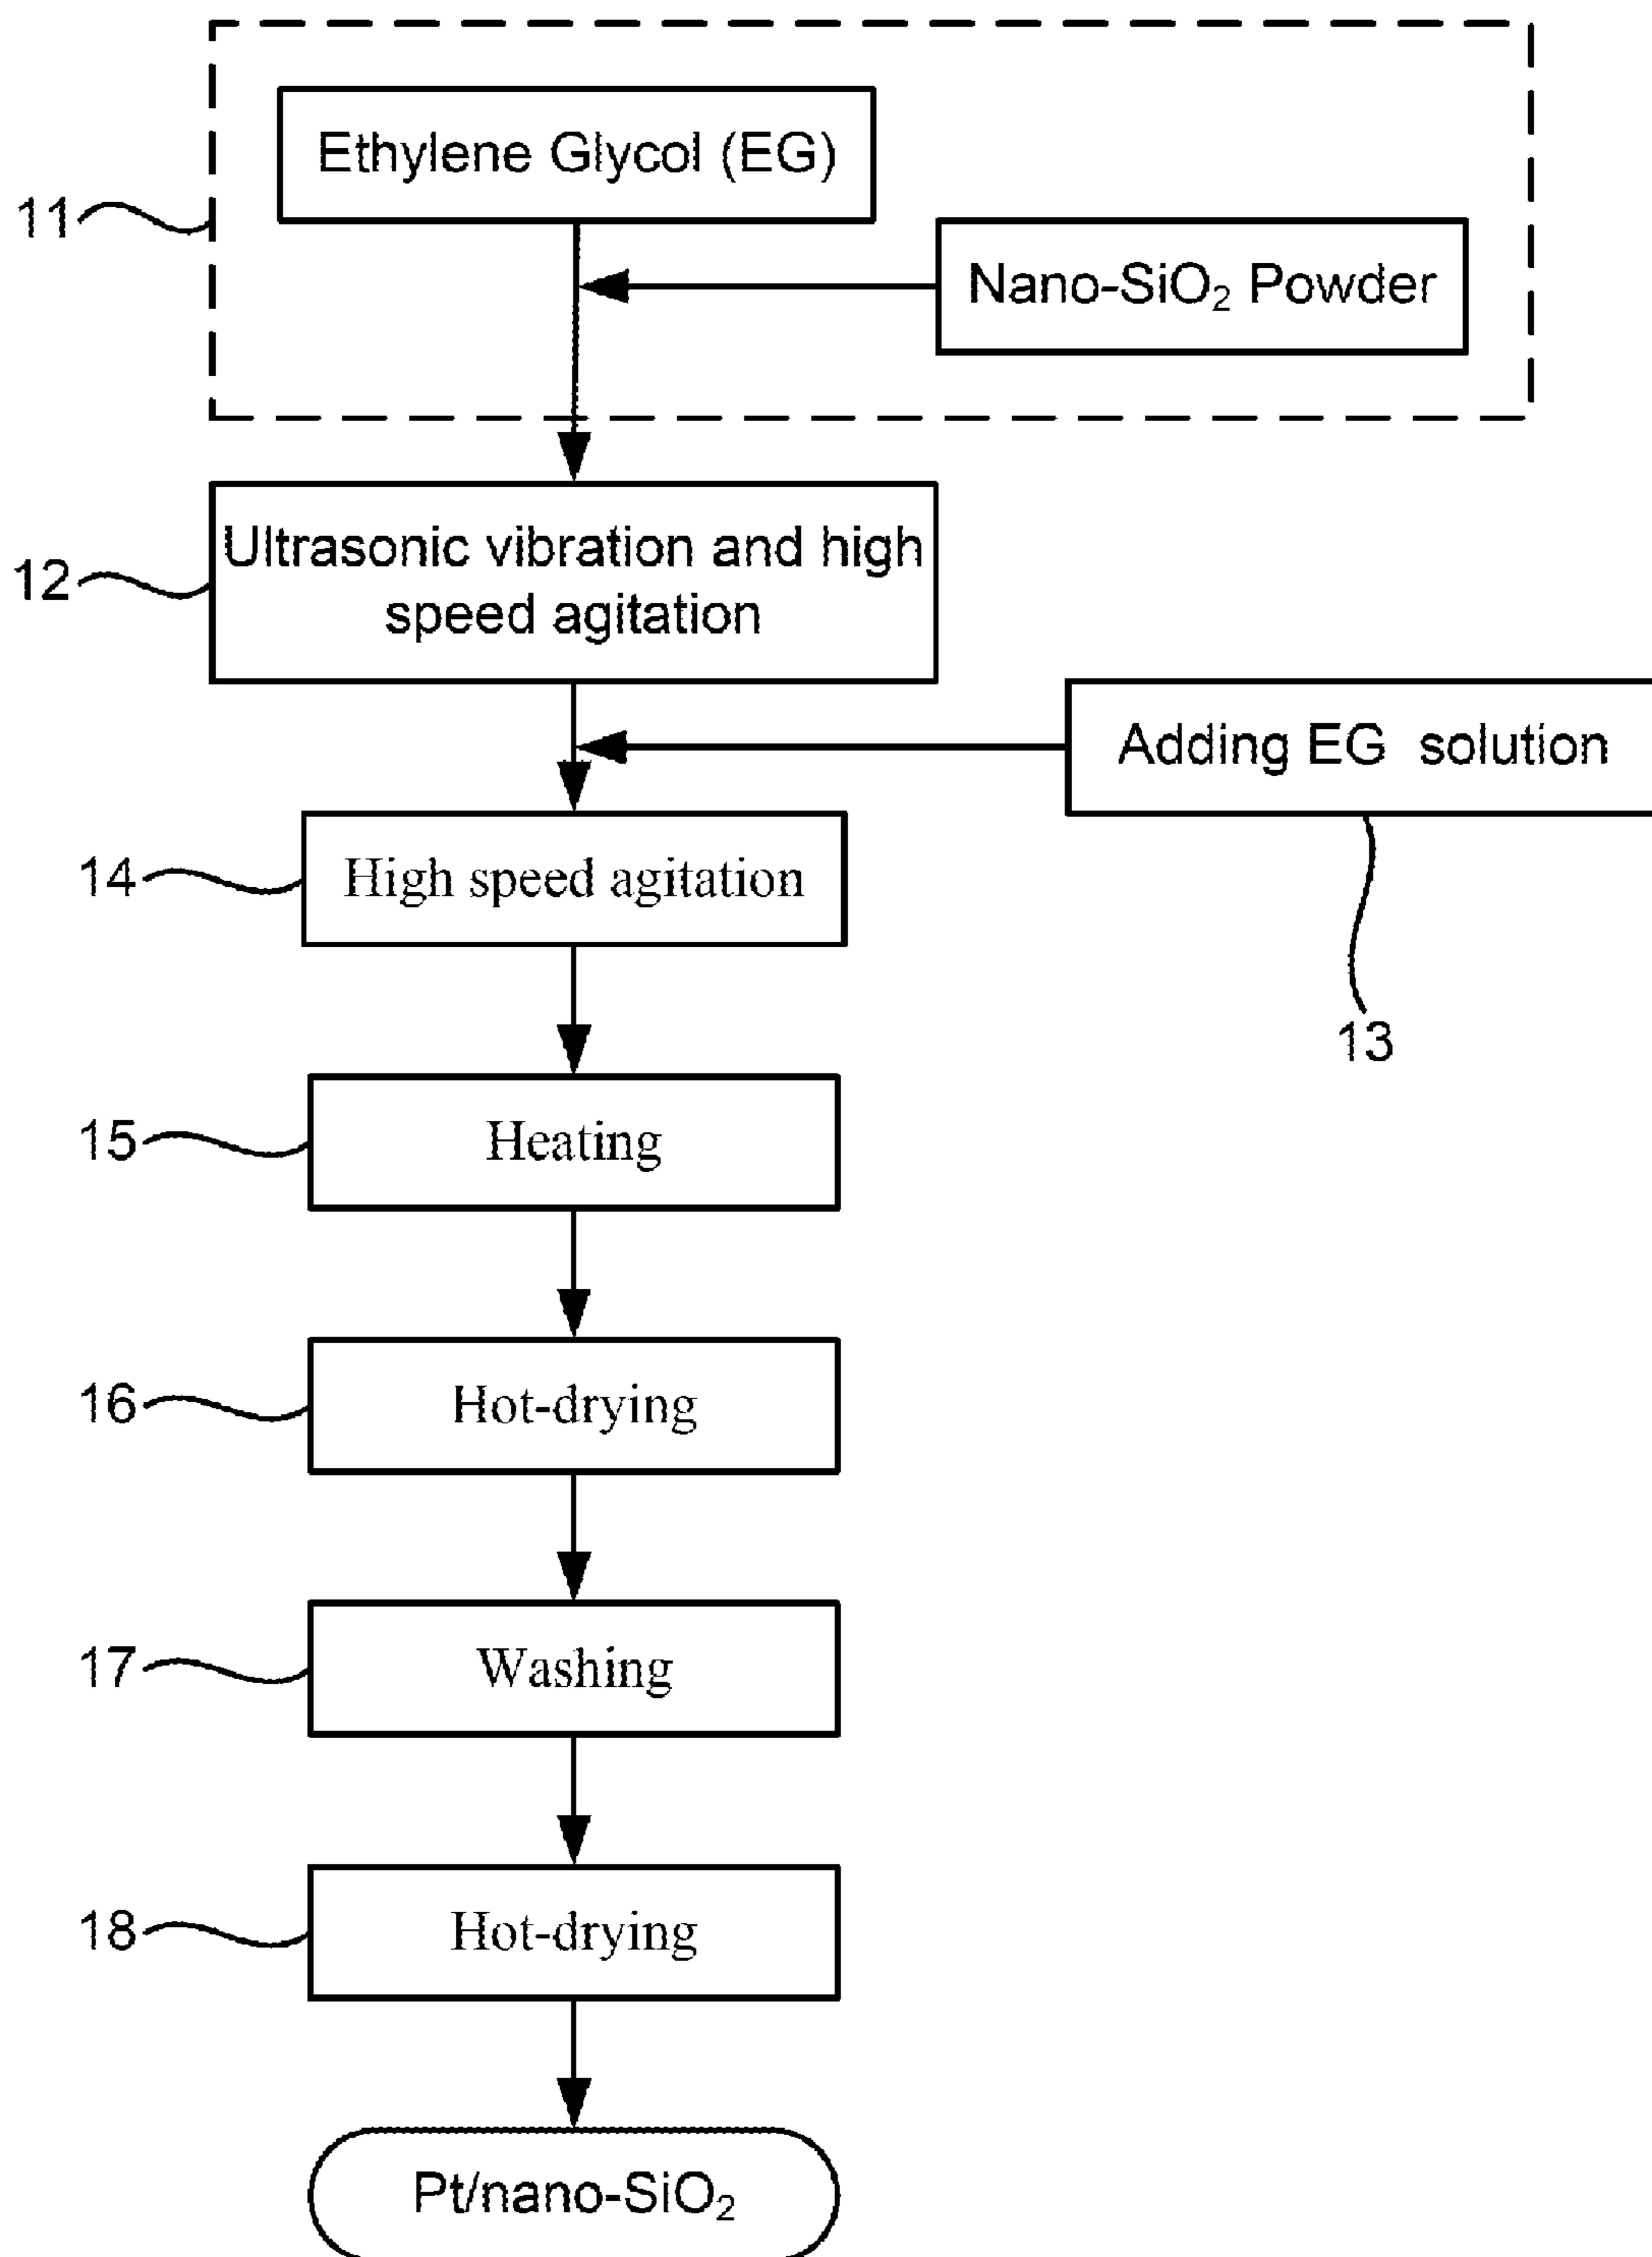 Ethylene Glycol (EG)
11
Nano-SiO₂ Powder
Ultrasonic vibration and high
speed agitation
12
Adding EG solution
13
14
High speed agitation
15
Heating
16
Hot-drying
17
Washing
18
Hot-drying
Pt/nano-SiO₂